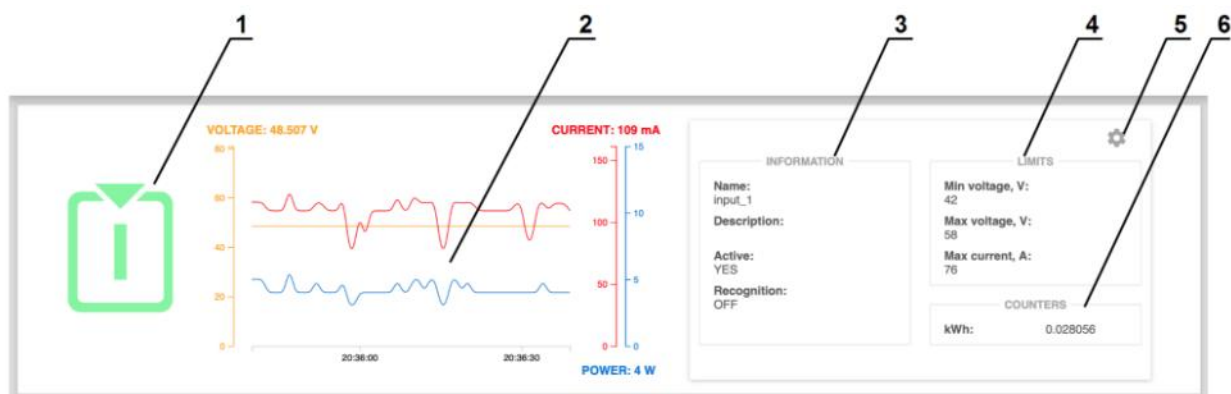 1
2
3
4
5
6
VOLTAGE: 48.507 V
CURRENT: 109 mA
80
60
40
20
0
150
100
50
0
15
10
5
0
20:36:00
20:36:30
POWER: 4 W
INFORMATION
Name:
input_1
Description:
Active:
YES
Recognition:
OFF
LIMITS
Min voltage, V:
42
Max voltage, V:
58
Max current, A:
76
COUNTERS
kWh: 0.028056